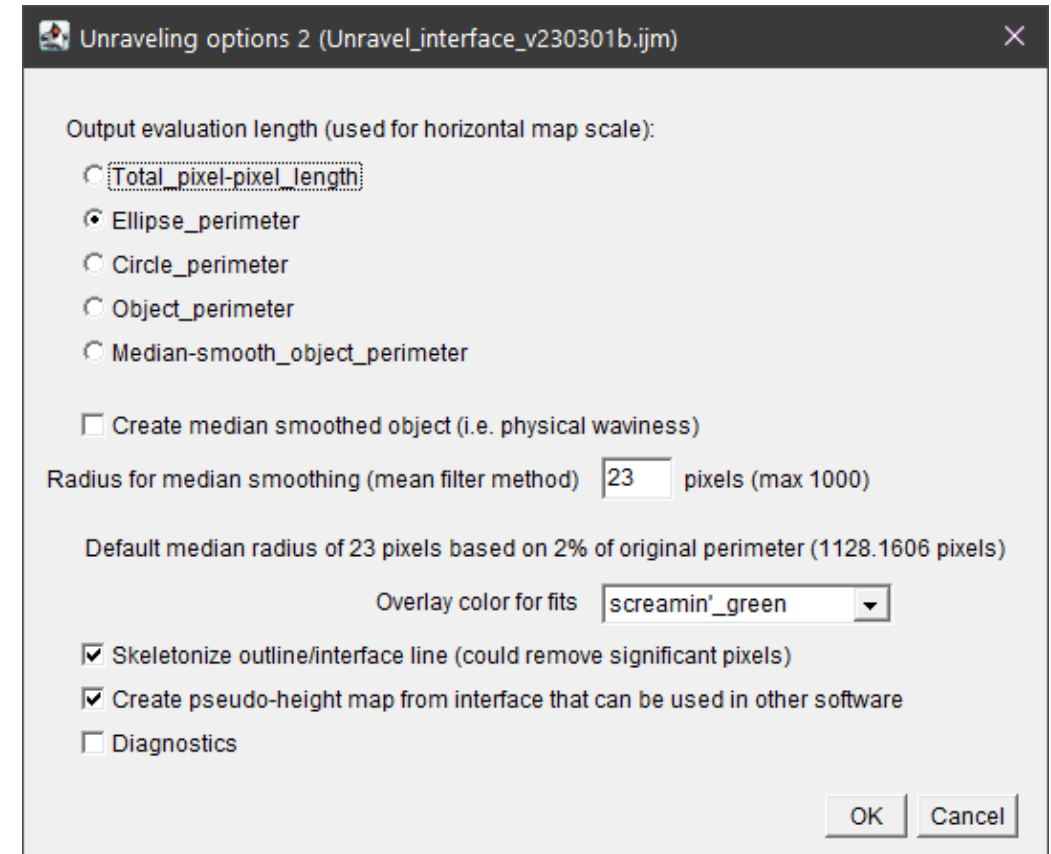 Unraveling options 2 (Unravel_interface_v230301b.ijm)
Output evaluation length (used for horizontal map scale):
Total_pixel-pixel_length
Ellipse_perimeter
Circle_perimeter
Object_perimeter
Median-smooth_object_perimeter
Create median smoothed object (i.e. physical waviness)
Radius for median smoothing (mean filter method) 23 pixels (max 1000)
Default median radius of 23 pixels based on 2% of original perimeter (1128.1606 pixels)
Overlay color for fits screamin'_green
Skeletonize outline/interface line (could remove significant pixels)
Create pseudo-height map from interface that can be used in other software
Diagnostics
OK Cancel